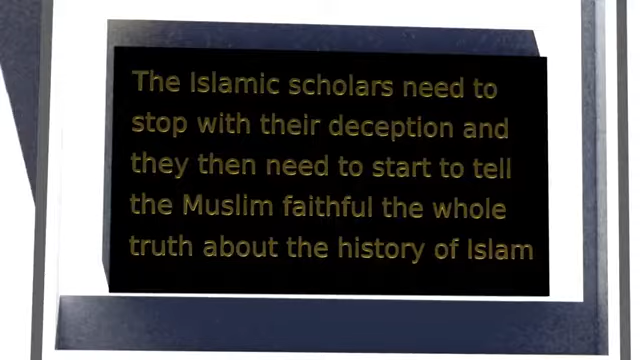 The Islamic scholars need to
stop with their deception and
they then need to start to tell
the Muslim faithful the whole
truth about the history of Islam